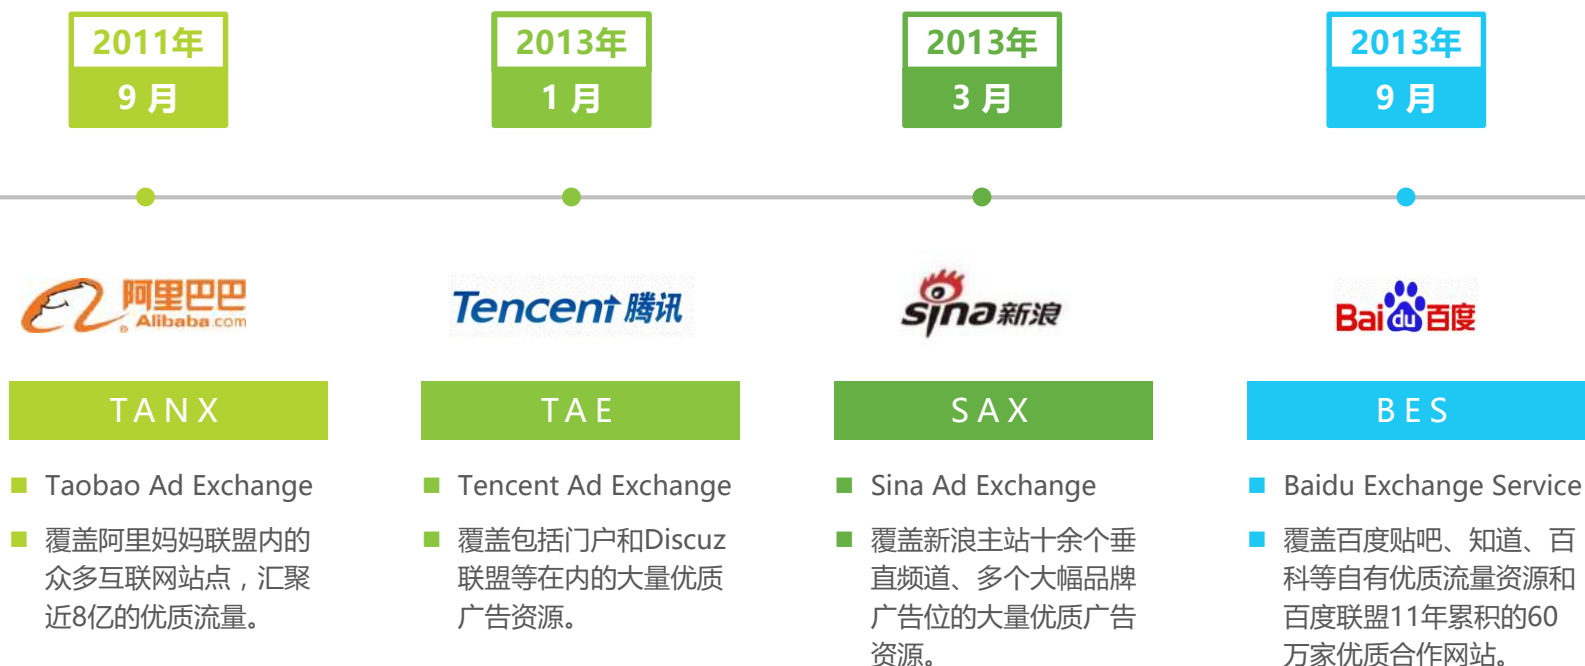 2011年
9 月
2013年
1 月
2013年
3 月
2013年
9 月
阿里巴巴
Alibaba.com
Tencent 腾讯
sina新浪
Bai du 百度
TANX
TAE
SAX
BES
Taobao Ad Exchange
覆盖阿里妈妈联盟内的
众多互联网站点，汇聚
近8亿的优质流量。
Tencent Ad Exchange
覆盖包括门户和Discuz
联盟等在内的大量优质
广告资源。
Sina Ad Exchange
覆盖新浪主站十余个垂
直频道、多个大幅品牌
广告位的大量优质广告
资源。
Baidu Exchange Service
覆盖百度贴吧、知道、百
科等自有优质流量资源和
百度联盟11年累积的60
万家优质合作网站。